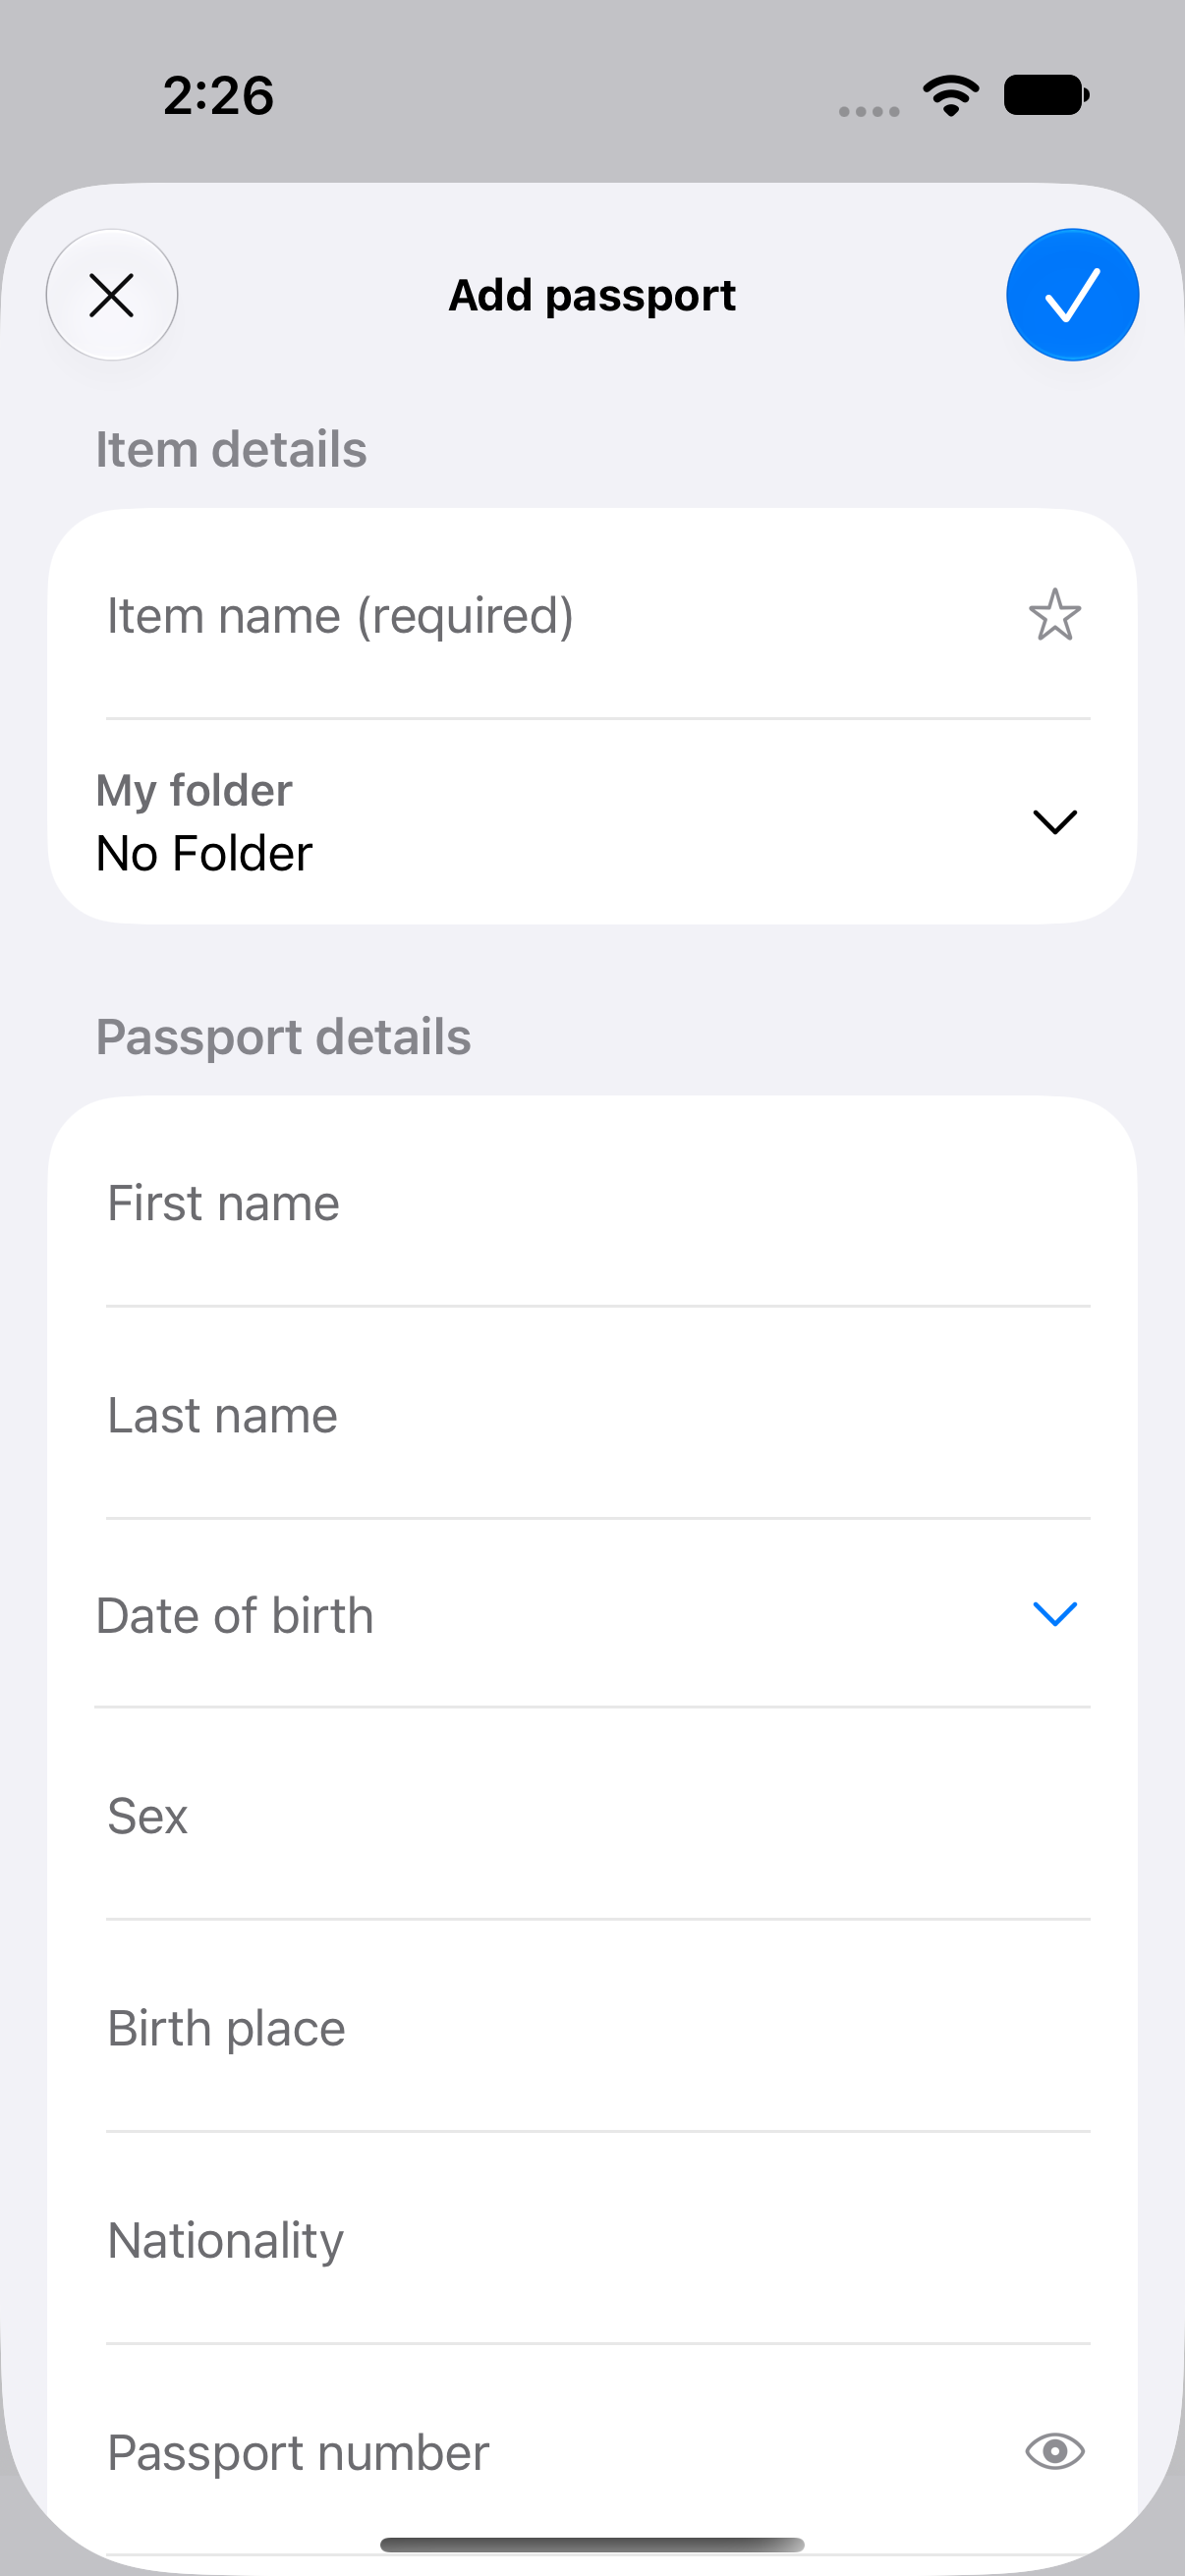 2:26
Add passport
Item details
Item name (required)
My folder
No Folder
Passport details
First name
Last name
Date of birth
Sex
Birth place
Nationality
Passport number